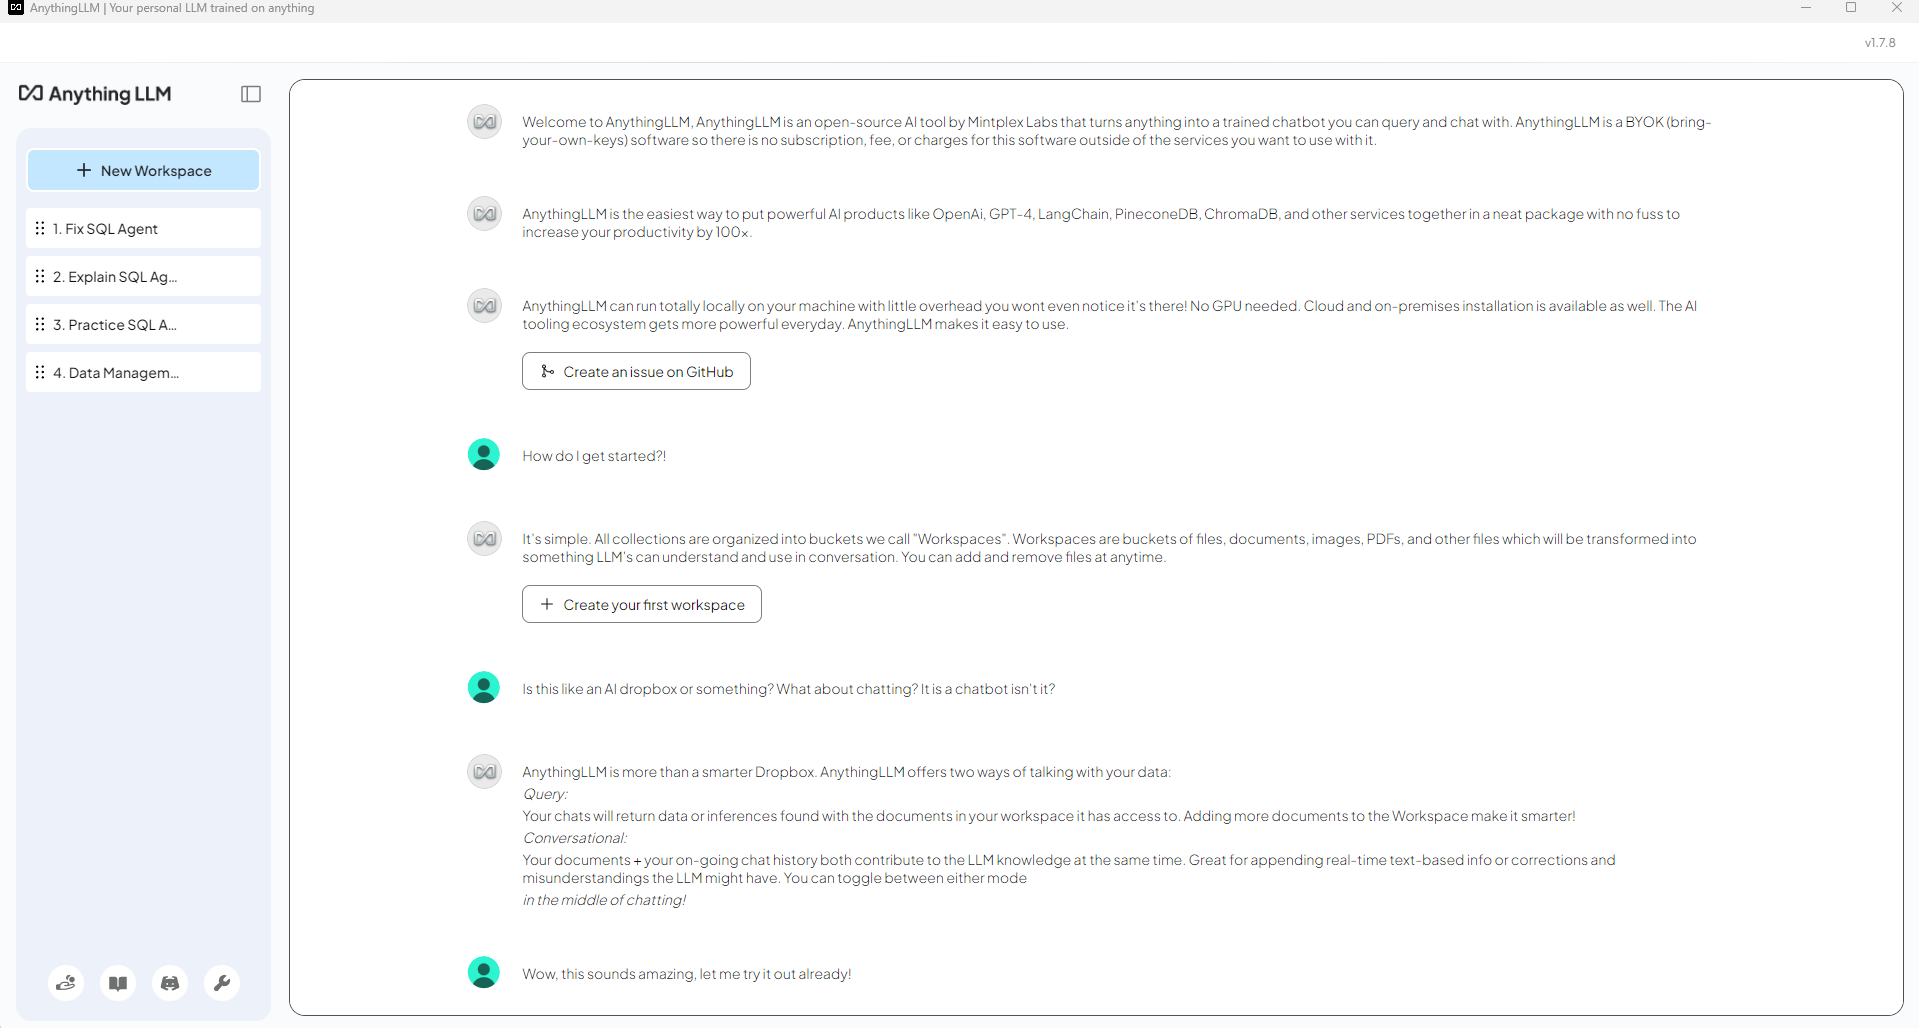 AnythingLLM | Your personal LLM trained on anything
v1.7.8
Anything LLM
New Workspace
1. Fix SQL Agent
2. Explain SQL Ag...
3. Practice SQL A...
4. Data Managem...
Welcome to AnythingLLM, AnythingLLM is an open-source AI tool by Mintplex Labs that turns anything into a trained chatbot you can query and chat with. AnythingLLM is a BYOK (bring-
your-own-keys) software so there is no subscription, fee, or charges for this software outside of the services you want to use with it.
AnythingLLM is the easiest way to put powerful AI products like OpenAi, GPT-4, LangChain, PineconeDB, ChromaDB, and other services together in a neat package with no fuss to
increase your productivity by 100x.
AnythingLLM can run totally locally on your machine with little overhead you wont even notice it's there! No GPU needed. Cloud and on-premises installation is available as well. The AI
tooling ecosystem gets more powerful everyday. AnythingLLM makes it easy to use.
Create an issue on GitHub
How do I get started?!
It's simple. All collections are organized into buckets we call "Workspaces". Workspaces are buckets of files, documents, images, PDFs, and other files which will be transformed into
something LLM's can understand and use in conversation. You can add and remove files at anytime.
Create your first workspace
Is this like an AI dropbox or something? What about chatting? It is a chatbot isn't it?
AnythingLLM is more than a smarter Dropbox. AnythingLLM offers two ways of talking with your data:
Query:
Your chats will return data or inferences found with the documents in your workspace it has access to. Adding more documents to the Workspace make it smarter!
Conversational:
Your documents + your on-going chat history both contribute to the LLM knowledge at the same time. Great for appending real-time text-based info or corrections and
misunderstandings the LLM might have. You can toggle between either mode
in the middle of chatting!
Wow, this sounds amazing, let me try it out already!